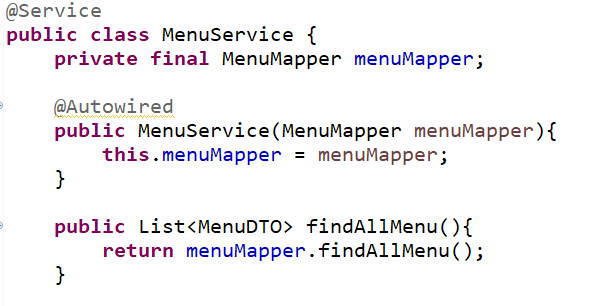 @Service
public class MenuService {
    private final MenuMapper menuMapper;
    @Autowired
    public MenuService(MenuMapper menuMapper){
        this.menuMapper = menuMapper;
    }
    public List<MenuDTO> findAllMenu(){
        return menuMapper.findAllMenu();
    }